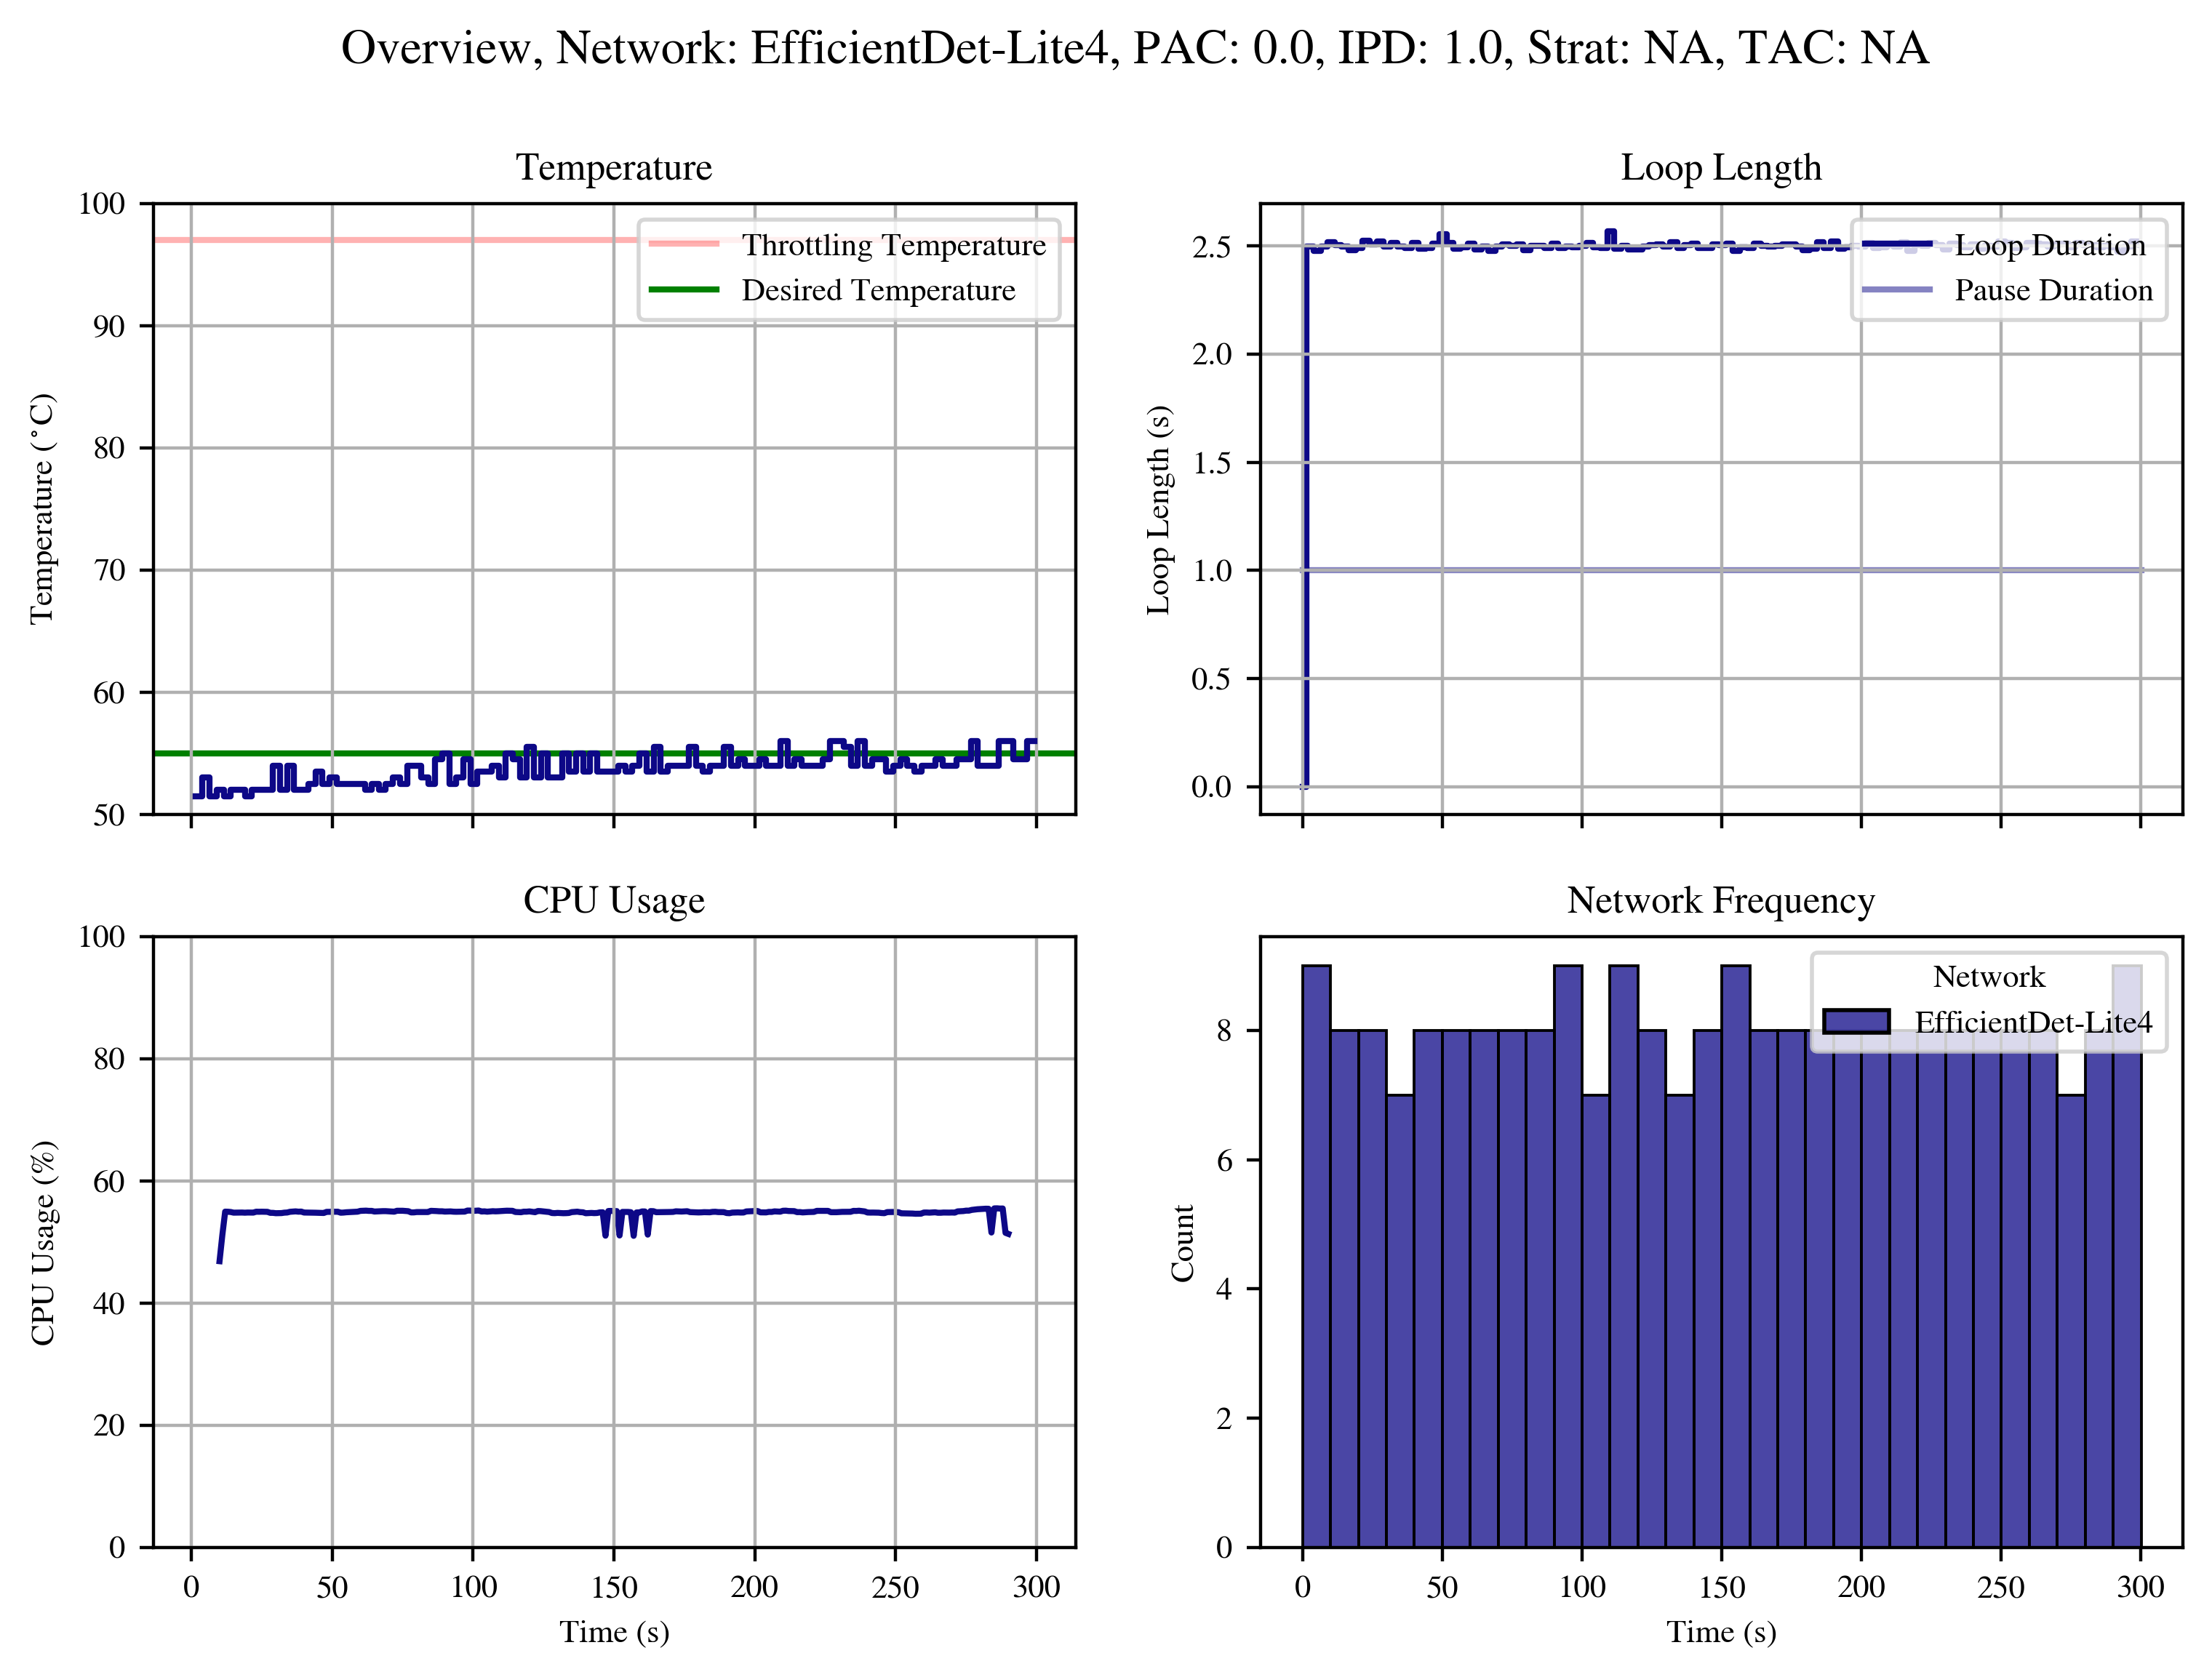 Overview, Network: EfficientDet-Lite4, PAC: 0.0, IPD: 1.0, Strat: NA, TAC: NA
Temperature
100
90
80
70
60
50
Temperature (°C)
Throttling Temperature
Desired Temperature
Loop Length
2.5
2.0
1.5
1.0
0.5
0.0
Loop Length (s)
Loop Duration
Pause Duration
CPU Usage
100
80
60
40
20
0
CPU Usage (%)
0 50 100 150 200 250 300
Time (s)
Network Frequency
8
6
4
2
0
Count
Network
EfficientDet-Lite4
0 50 100 150 200 250 300
Time (s)